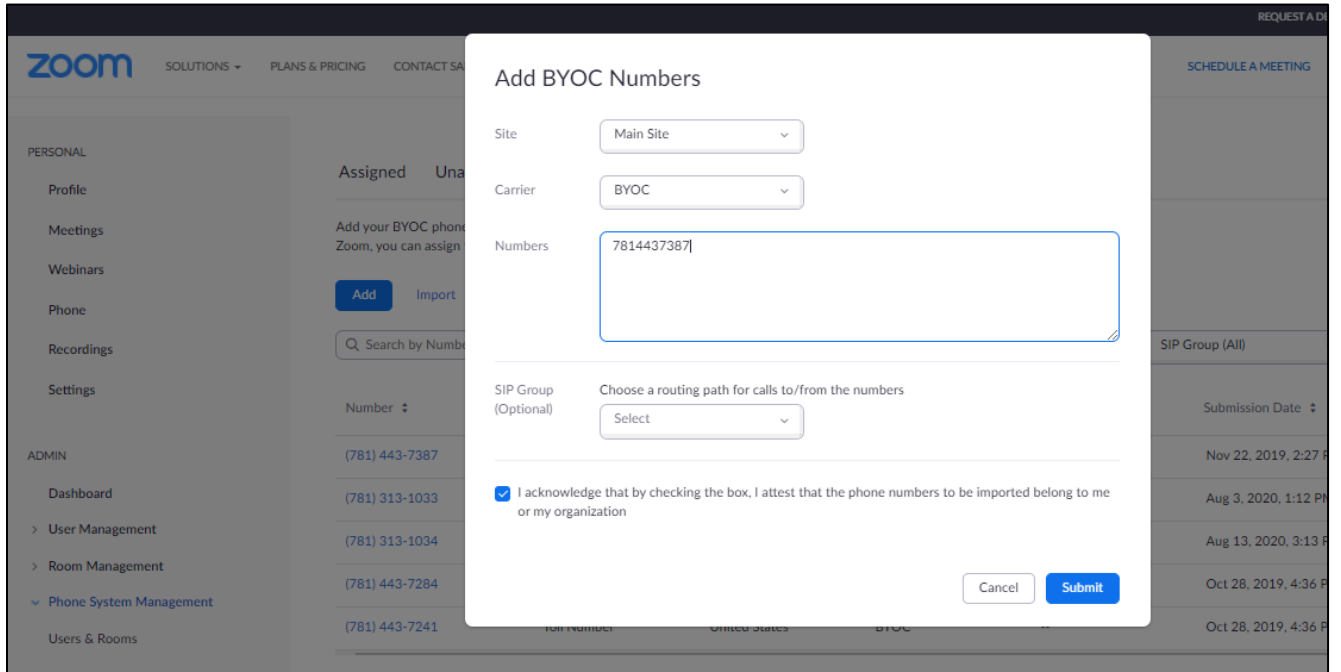 REQUEST A DE
zoom SOLUTIONS PLANS & PRICING CONTACT SA SCHEDULE A MEETING
Add BYOC Numbers
Site Main Site
Carrier BYOC
Numbers 7814437387
SIP Group
(Optional)
Choose a routing path for calls to/from the numbers
Select
I acknowledge that by checking the box, I attest that the phone numbers to be imported belong to me
or my organization
Cancel Submit
PERSONAL
Profile
Meetings
Webinars
Phone
Recordings
Settings
ADMIN
Dashboard
User Management
Room Management
Phone System Management
Users & Rooms
Assigned Una
Add your BYOC phone
Zoom, you can assign
Add Import
Search by Numbe SIP Group (All)
Number Submission Date
(781) 443-7387 Nov 22, 2019, 2:27 P
(781) 313-1033 Aug 3, 2020, 1:12 PM
(781) 313-1034 Aug 13, 2020, 3:13 P
(781) 443-7284 Oct 28, 2019, 4:36 P
(781) 443-7241 Toll Number United States BYOC -- Oct 28, 2019, 4:36 P